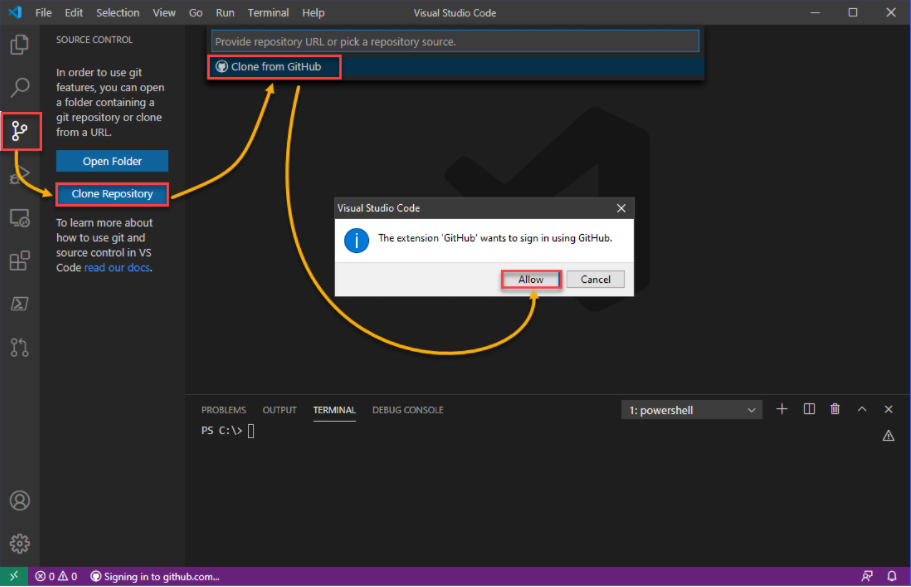 File Edit Selection View Go Run Terminal Help Visual Studio Code
SOURCE CONTROL
Provide repository URL or pick a repository source.
Clone from GitHub
In order to use git
features, you can open
a folder containing a
git repository or clone
from a URL.
Open Folder
Clone Repository
To learn more about
how to use git and
source control in VS
Code read our docs.
Visual Studio Code
The extension 'GitHub' wants to sign in using GitHub.
Allow Cancel
PROBLEMS OUTPUT TERMINAL DEBUG CONSOLE 1: powershell
PS C:\>
0 0 Signing in to github.com...